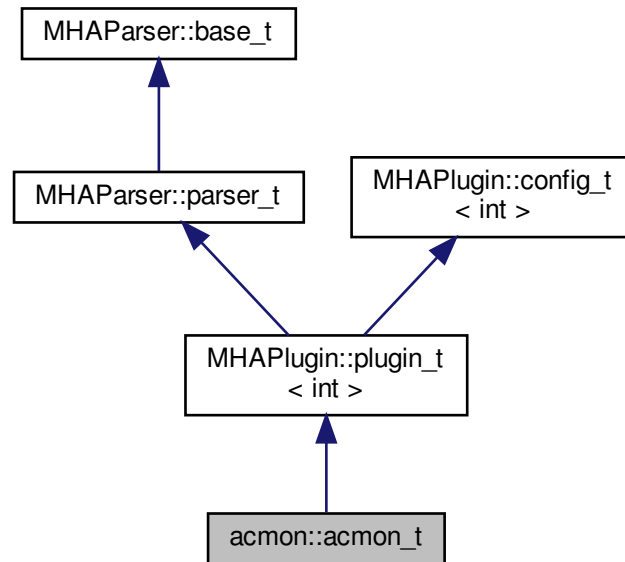 MHAParser::base_t
MHAParser::parser_t
MHAPlugin::config_t
< int >
MHAPlugin::plugin_t
< int >
acmon::acmon_t